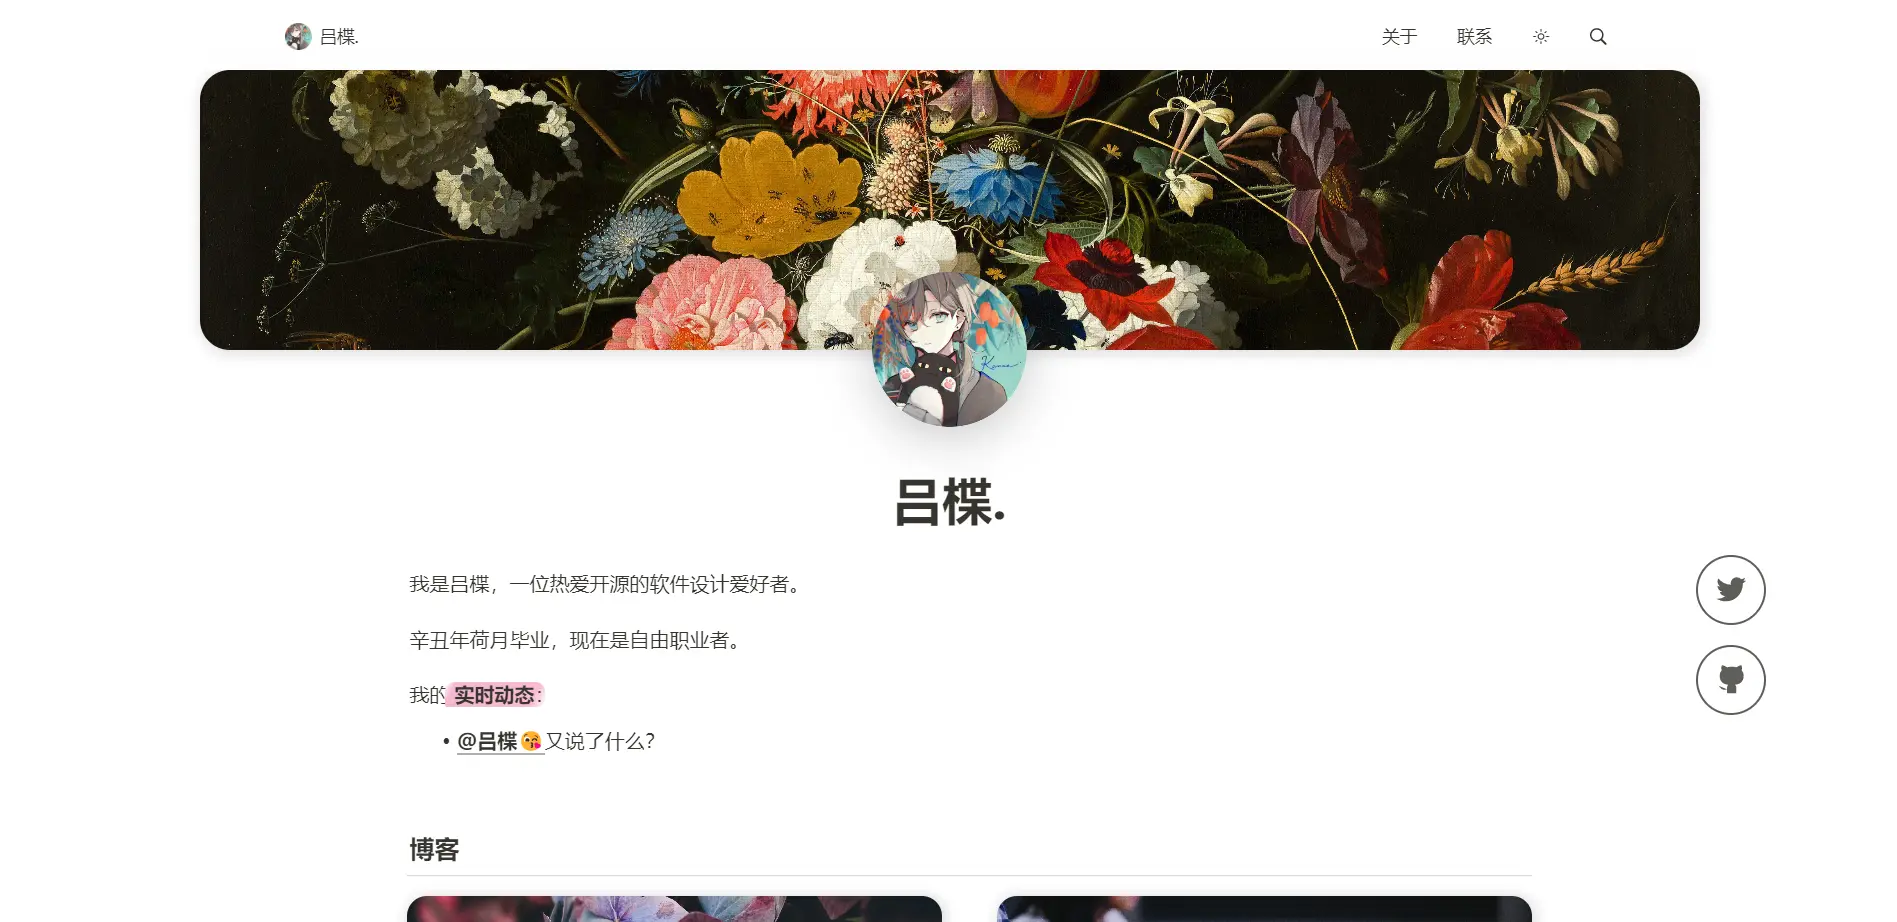 吕楪.
关于
联系
吕楪.
我是吕楪，一位热爱开源的软件设计爱好者。
辛丑年荷月毕业，现在是自由职业者。
我的 实时动态:
• @吕楪😘又说了什么？
博客